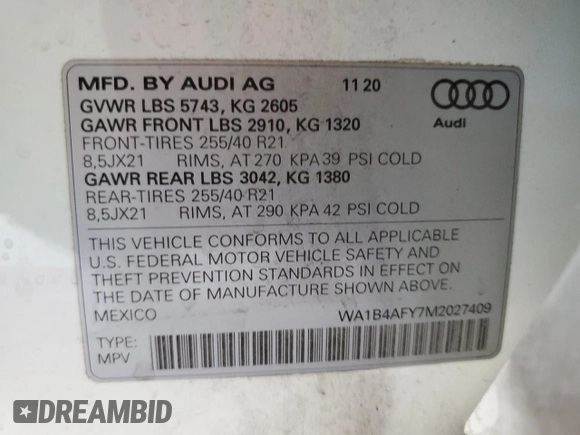 MFD. BY AUDI AG 11 20
GVWR LBS 5743, KG 2605
GAWR FRONT LBS 2910, KG 1320
FRONT-TIRES 255/40 R21
8,5JX21 RIMS, AT 270 KPA 39 PSI COLD
GAWR REAR LBS 3042, KG 1380
REAR-TIRES 255/40 R21
8,5JX21 RIMS, AT 290 KPA 42 PSI COLD
Audi
THIS VEHICLE CONFORMS TO ALL APPLICABLE
U.S. FEDERAL MOTOR VEHICLE SAFETY AND
THEFT PREVENTION STANDARDS IN EFFECT ON
THE DATE OF MANUFACTURE SHOWN ABOVE.
MEXICO WA1B4AFY7M2027409
TYPE:
MPV
DREAMBID